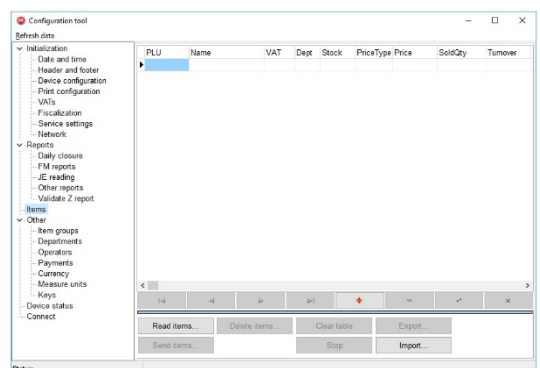 Configuration tool
Refresh data
Initialization
Date and time
Header and footer
Device configuration
Print configuration
VATs
Fiscalization
Service settings
Network
Reports
Daily closure
FM reports
JE reading
Other reports
Validate Z report
Items
Other
Item groups
Departments
Operators
Payments
Currency
Measure units
Keys
Device status
Connect
PLU Name VAT Dept Stock PriceType Price SoldQty Turnover
Read items... Delete items... Clear table Export...
Send items... Stop Import...
Status